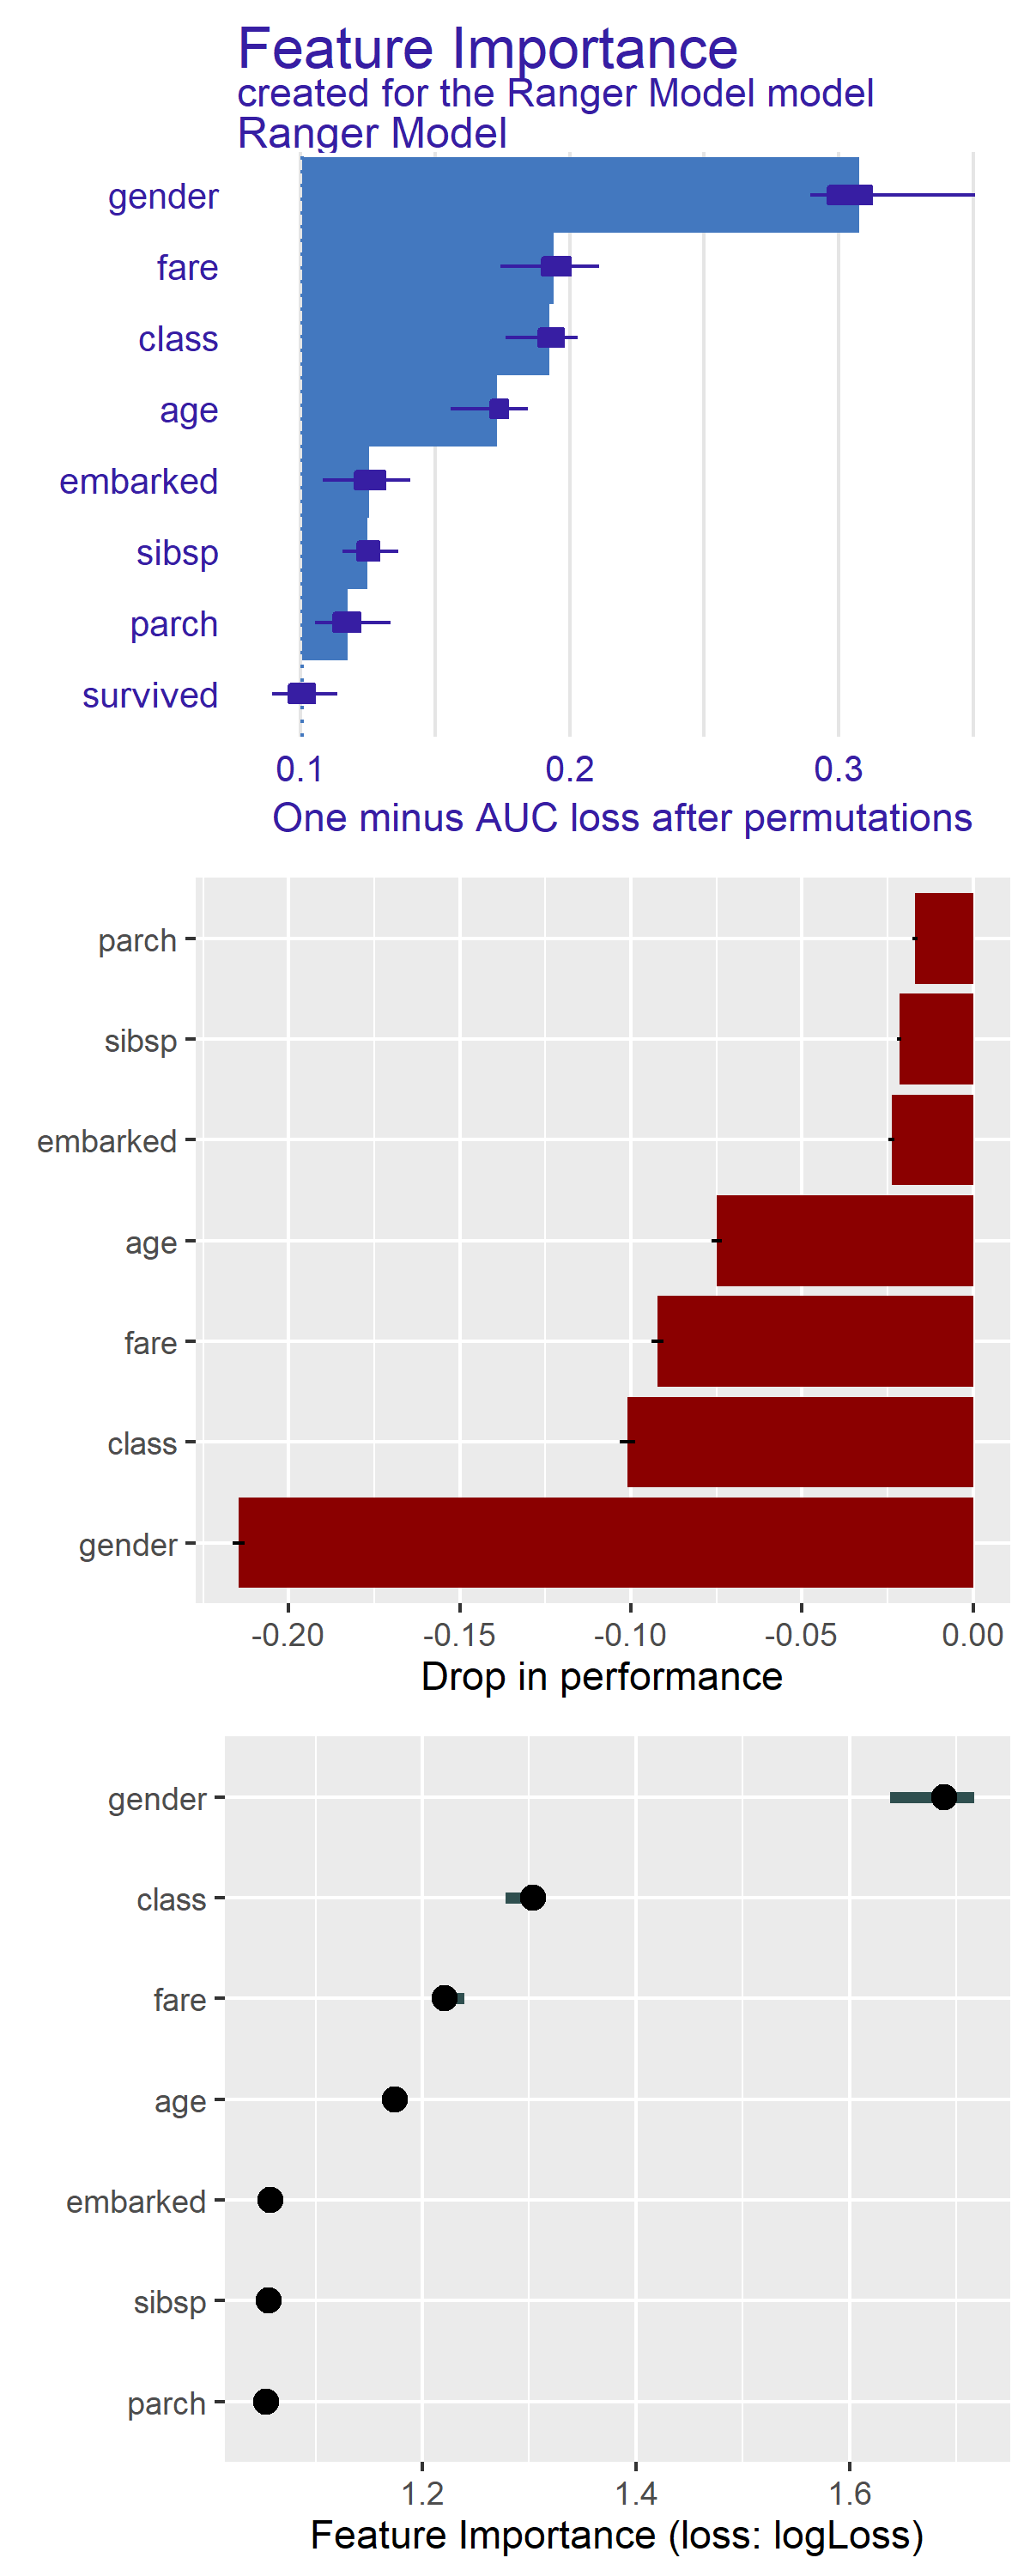 Feature Importance
created for the Ranger Model model
Ranger Model
gender
fare
class
age
embarked
sibsp
parch
survived
0.1 0.2 0.3
One minus AUC loss after permutations
parch
sibsp
embarked
age
fare
class
gender
-0.20 -0.15 -0.10 -0.05 0.00
Drop in performance
gender
class
fare
age
embarked
sibsp
parch
1.2 1.4 1.6
Feature Importance (loss: logLoss)